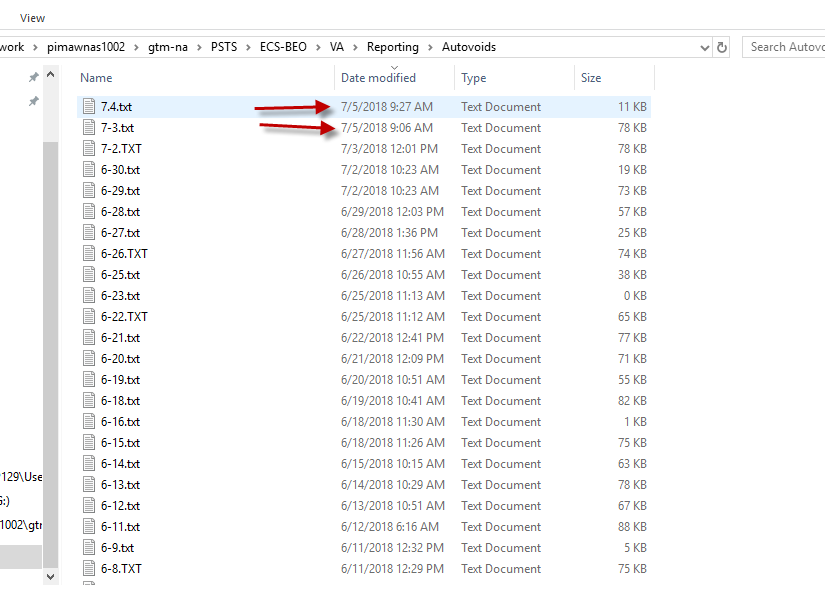 View
work › pimawnas1002 › gtm-na › PSTS › ECS-BEO › VA › Reporting › Autovoids
Search Autovo
Name Date modified Type Size
7.4.txt 7/5/2018 9:27 AM Text Document 11 KB
7-3.txt 7/5/2018 9:06 AM Text Document 78 KB
7-2.TXT 7/3/2018 12:01 PM Text Document 78 KB
6-30.txt 7/2/2018 10:23 AM Text Document 19 KB
6-29.txt 7/2/2018 10:23 AM Text Document 73 KB
6-28.txt 6/29/2018 12:03 PM Text Document 57 KB
6-27.txt 6/28/2018 1:36 PM Text Document 25 KB
6-26.TXT 6/27/2018 11:56 AM Text Document 74 KB
6-25.txt 6/26/2018 10:55 AM Text Document 38 KB
6-23.txt 6/25/2018 11:13 AM Text Document 0 KB
6-22.TXT 6/25/2018 11:12 AM Text Document 65 KB
6-21.txt 6/22/2018 12:41 PM Text Document 77 KB
6-20.txt 6/21/2018 12:09 PM Text Document 71 KB
6-19.txt 6/20/2018 10:51 AM Text Document 55 KB
6-18.txt 6/19/2018 10:41 AM Text Document 82 KB
6-16.txt 6/18/2018 11:30 AM Text Document 1 KB
6-15.txt 6/18/2018 11:26 AM Text Document 75 KB
6-14.txt 6/15/2018 10:15 AM Text Document 63 KB
6-13.txt 6/14/2018 10:29 AM Text Document 78 KB
6-12.txt 6/13/2018 10:51 AM Text Document 67 KB
6-11.txt 6/12/2018 6:16 AM Text Document 88 KB
6-9.txt 6/11/2018 12:32 PM Text Document 5 KB
6-8.TXT 6/11/2018 12:29 PM Text Document 75 KB
129\Use
G:)
1002\gtr